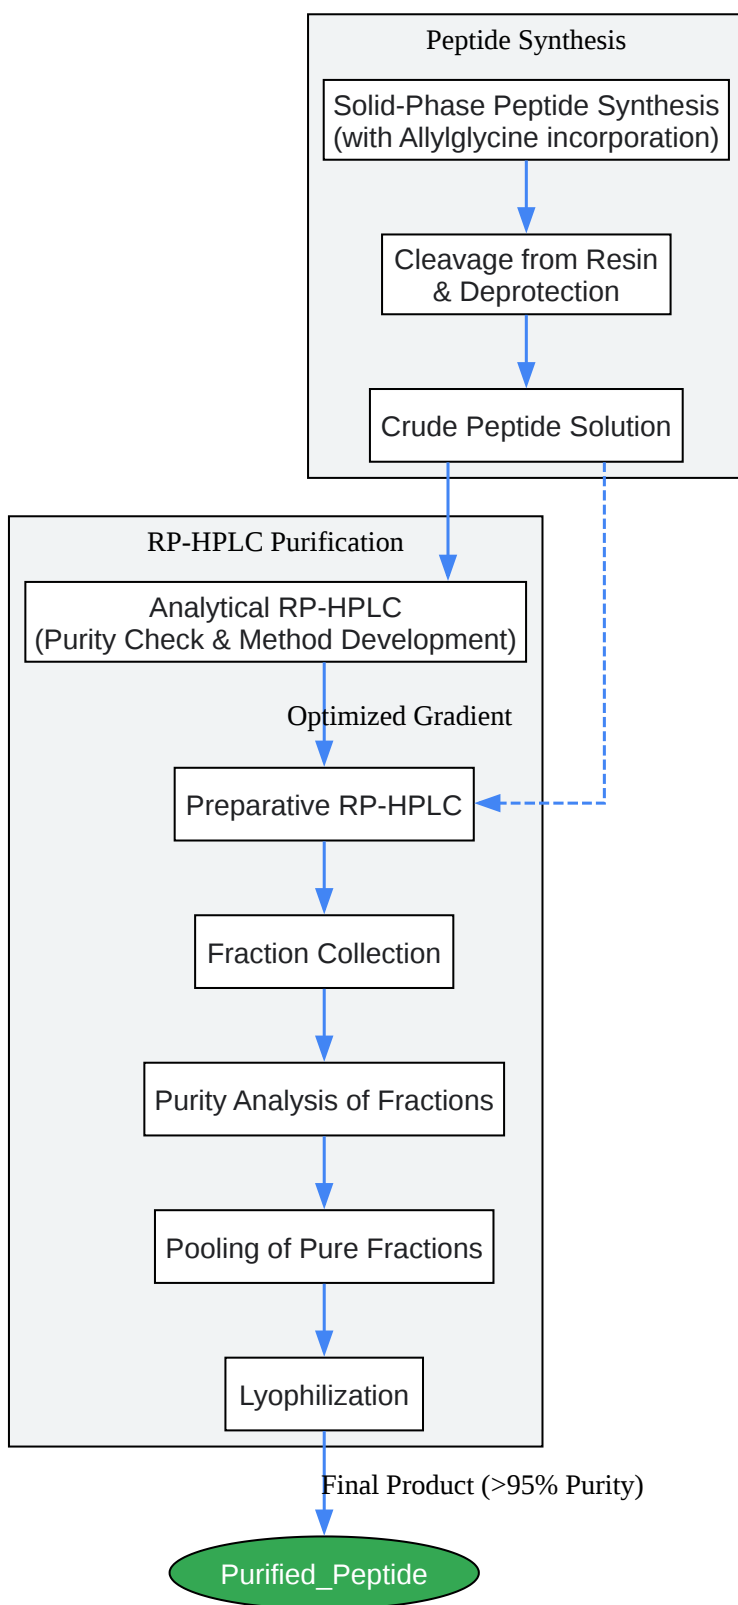 Peptide Synthesis
Solid-Phase Peptide Synthesis
(with Allylglycine incorporation)
Cleavage from Resin
& Deprotection
Crude Peptide Solution
RP-HPLC Purification
Analytical RP-HPLC
(Purity Check & Method Development)
Optimized Gradient
Preparative RP-HPLC
Fraction Collection
Purity Analysis of Fractions
Pooling of Pure Fractions
Lyophilization
Final Product (>95% Purity)
Purified_Peptide